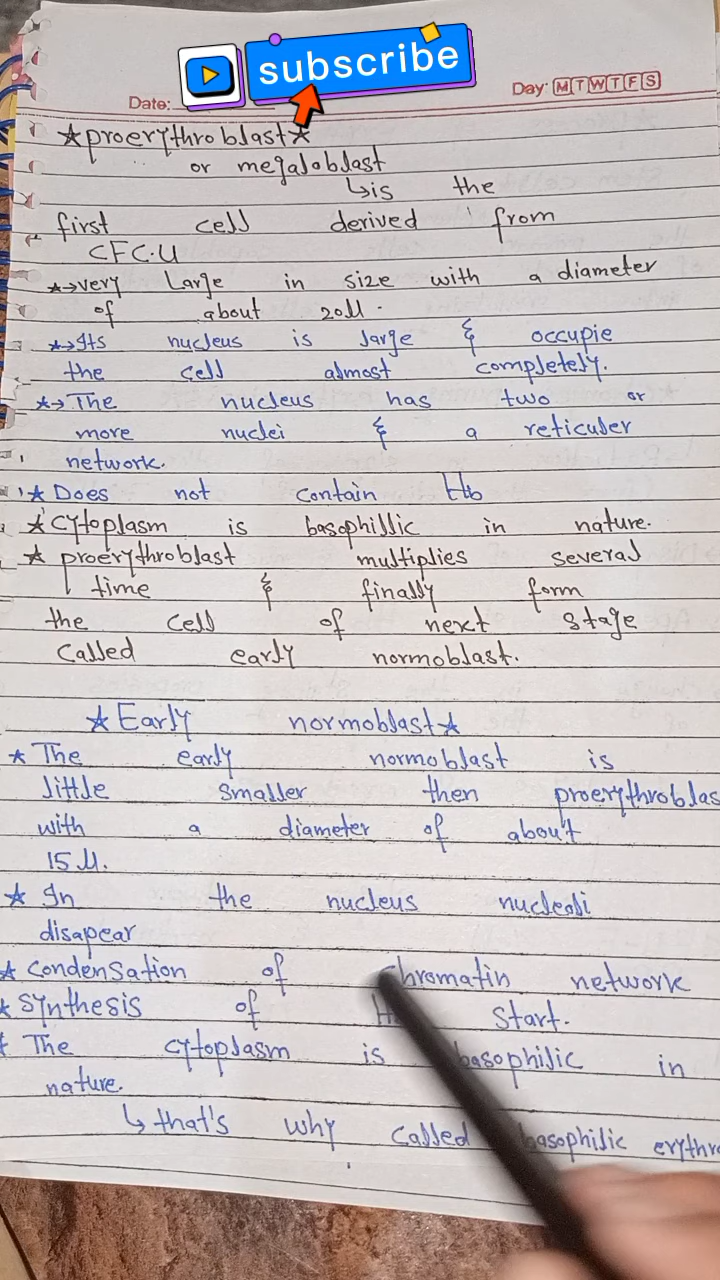 subscribe
Date:
Day: M T W T F S
★proerythroblast★
or megaloblast
↳is the
first cell derived from
CFC.U
★→very Large in size with a diameter
of about 20µ.
★→Its nucleus is large & occupie
the cell almost completely.
★→The nucleus has two or
more nuclei & a reticuler
network.
★Does not contain Hb
★Cytoplasm is basophillic in nature.
★proerythroblast multiplies several
time & finally form
the cell of next stage
called early normoblast.
★Early normoblast★
★The early normoblast is
little smaller then proerythroblas
with a diameter of about
15µ.
★In the nucleus nucleoli
disapear
★Condensation of chromatin network
★Synthesis of start.
★The cytoplasm is basophilic in
nature.
↳that's why called basophilic erythro